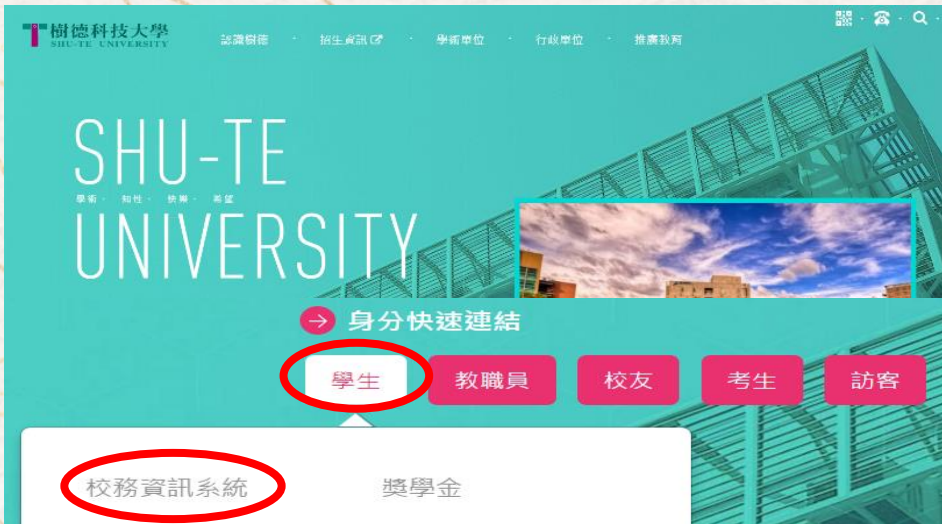 樹德科技大學
SHU-TE UNIVERSITY
認識樹德 · 招生資訊 · 學術單位 · 行政單位 · 推廣教育
SHU-TE
學術· 知性· 快樂· 希望
UNIVERSITY
身分快速連結
學生 教職員 校友 考生 訪客
校務資訊系統 獎學金